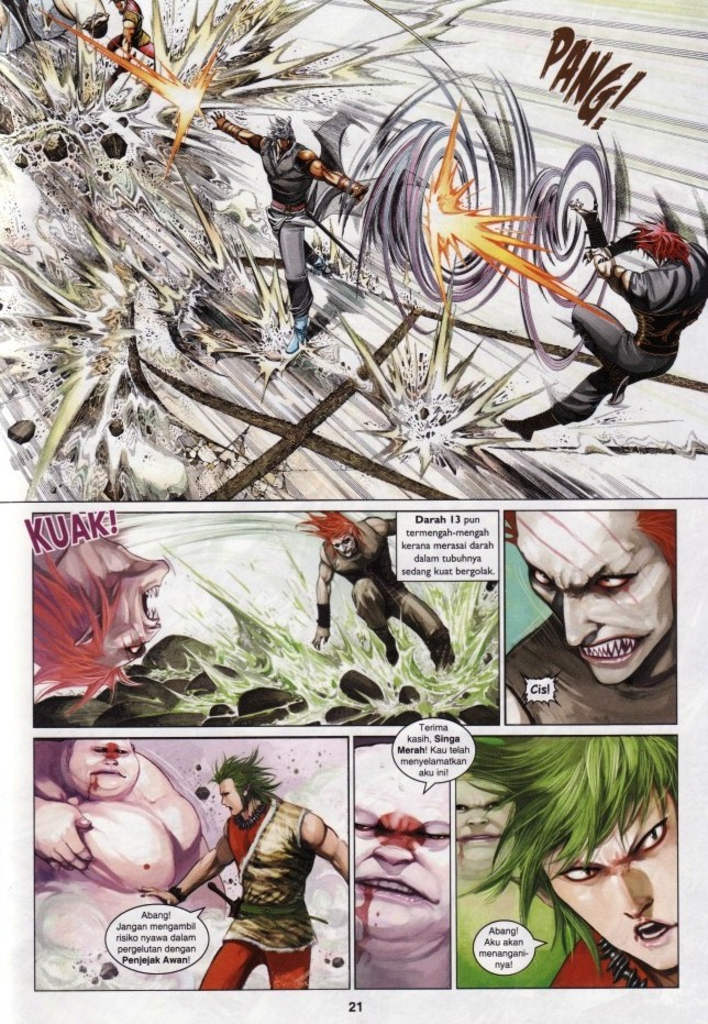 PANG!
KUAK!
Darah 13 pun
termengah-mengah
kerana merasai darah
dalam tubuhnya
sedang kuat bergolak.
Cis!
Abang!
Jangan mengambil
risiko nyawa dalam
pergelutan dengan
Penjejak Awan!
Terima
kasih, Singa
Merah! Kau telah
menyelamatkan
aku ini!
Abang!
Aku akan
menangani-
nya!
21